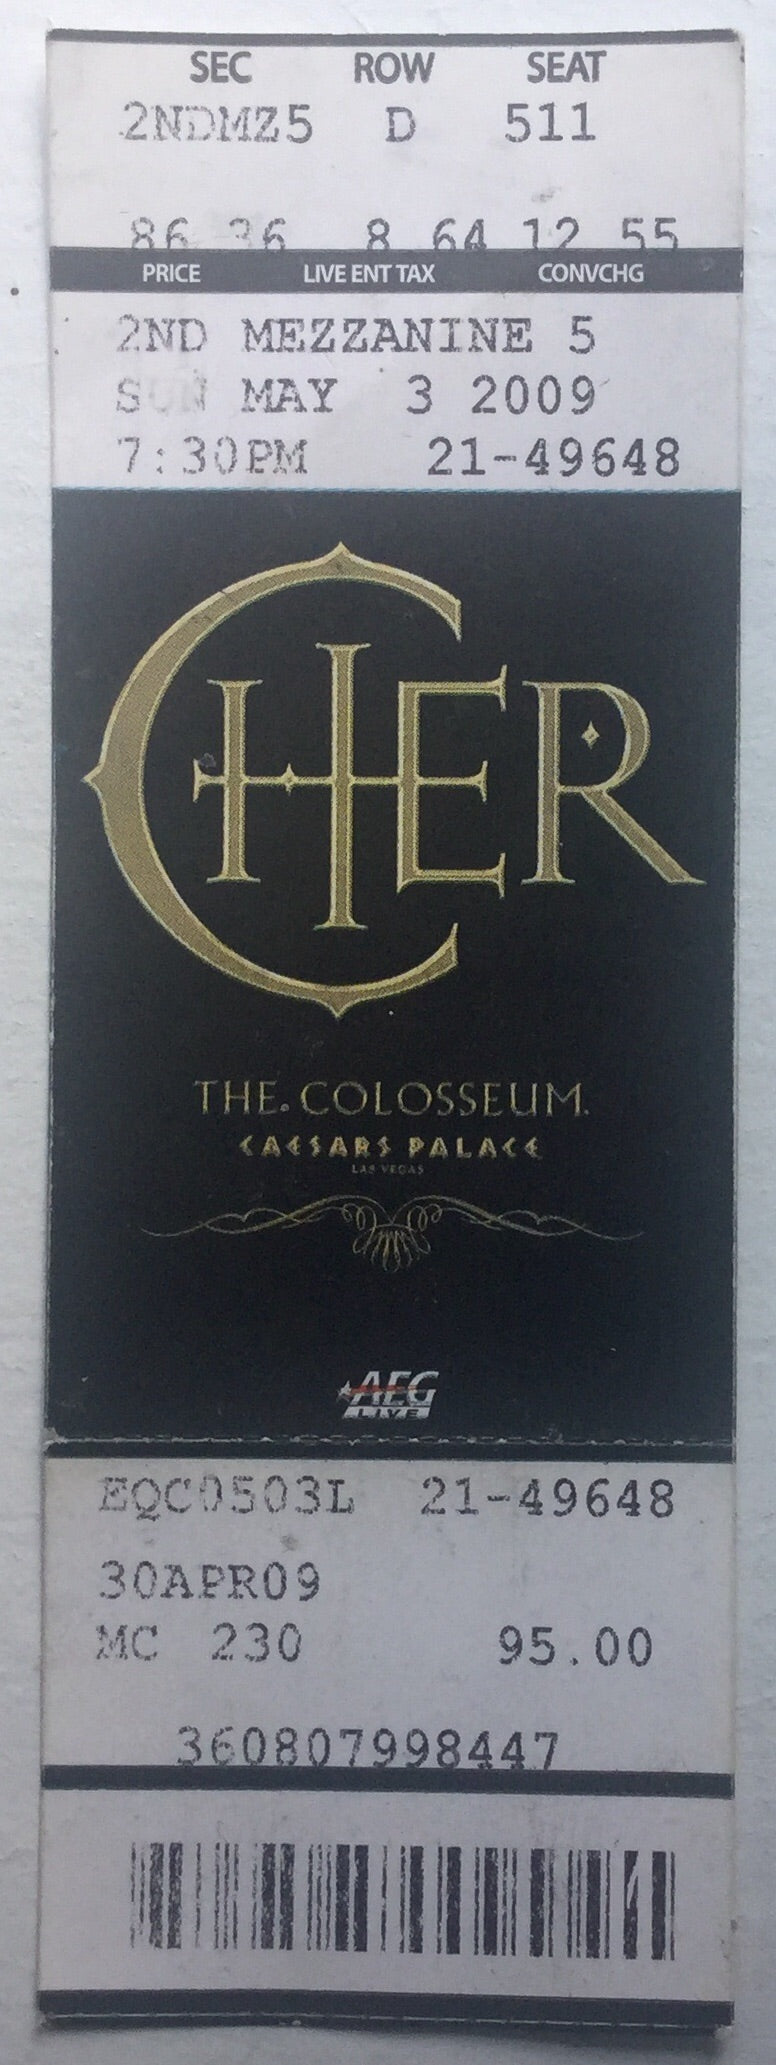 SEC ROW SEAT
2NDMZ5 D 511
86 36 8 64 12 55
PRICE LIVE ENT TAX CONVCHG
2ND MEZZANINE 5
SUN MAY 3 2009
7:30PM 21-49648
CHER
THE. COLOSSEUM.
CAESARS PALACE
LAS VEGAS
AEG
LIVE
EQC0503L 21-49648
30APR09
MC 230 95.00
360807998447